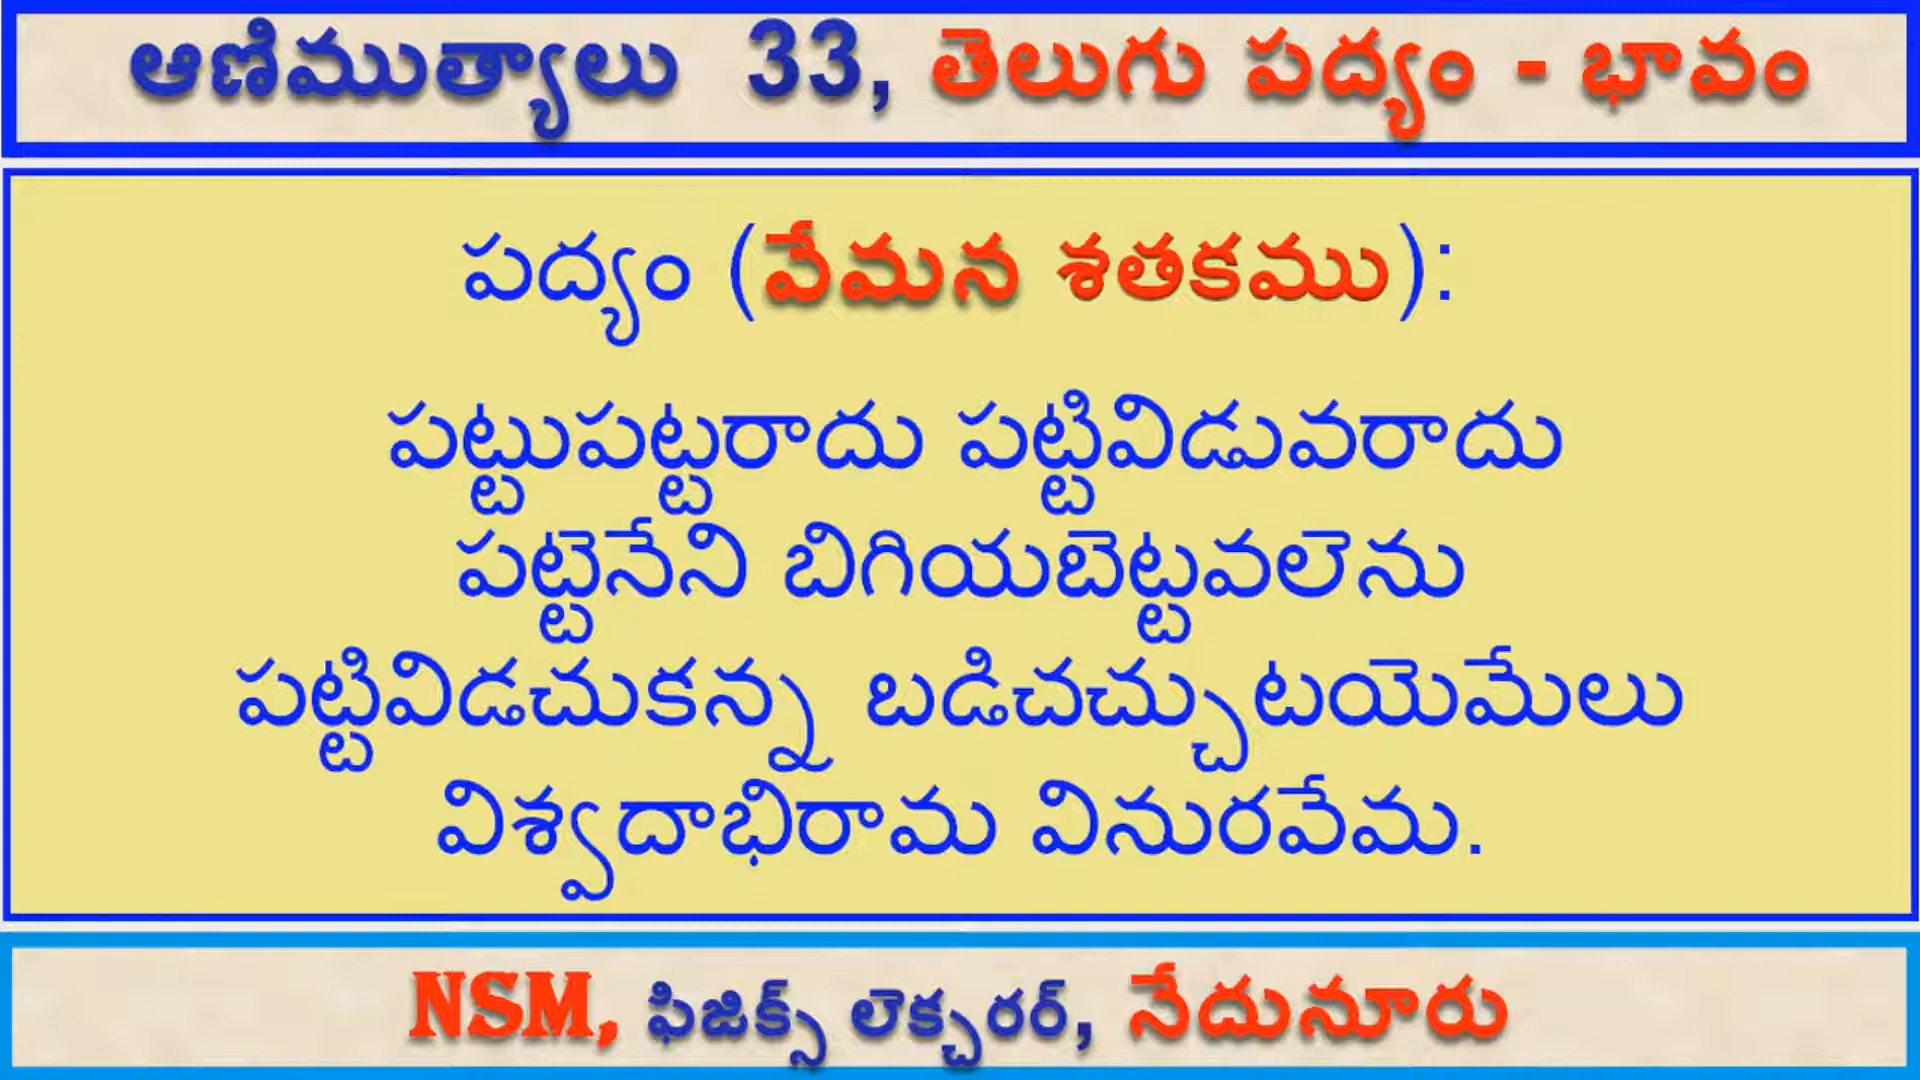 ఆణిముత్యాలు 33, తెలుగు పద్యం - భావం
పద్యం (వేమన శతకము):
పట్టుపట్టరాదు పట్టివిడువరాదు
పట్టెనేని బిగియబెట్టవలెను
పట్టివిడచుకన్న బడిచచ్చుటయెమేలు
విశ్వదాభిరామ వినురవేమ.
NSM, ఫిజిక్స్ లెక్చరర్, నేదునూరు